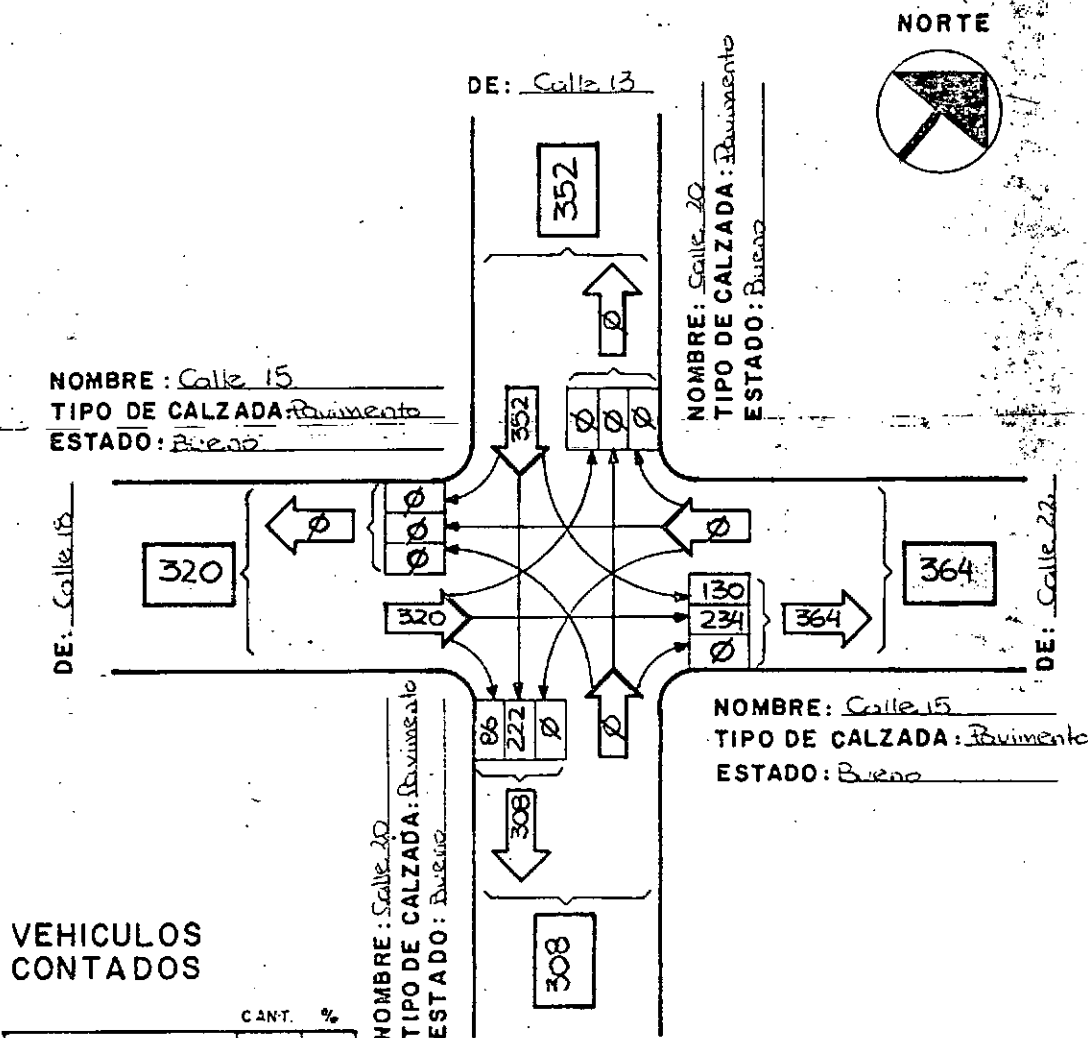 NORTE
DE: Calle 13
352
NOMBRE: Calle 20
TIPO DE CALZADA: Pavimento
ESTADO: Bueno
Ø
NOMBRE: Calle 15
TIPO DE CALZADA: Pavimento
ESTADO: Bueno
352
Ø Ø Ø
DE: Calle 18
320
Ø
Ø
Ø
Ø
Ø
364
DE: Calle 22
320
130
234
Ø
364
86 222 Ø
Ø
NOMBRE: Calle 15
TIPO DE CALZADA: Pavimento
ESTADO: Bueno
308
NOMBRE: Calle 20
TIPO DE CALZADA: Pavimento
ESTADO: Bueno
308
VEHICULOS
CONTADOS
CANT. %